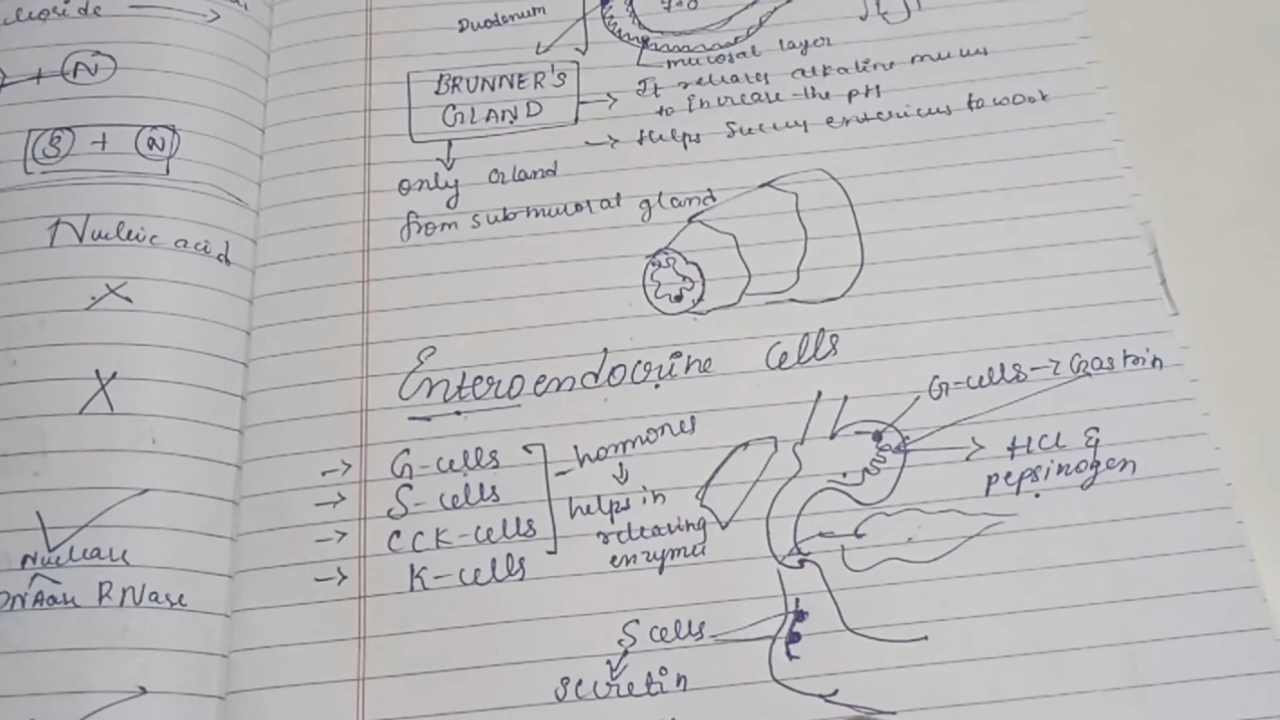 Duodenum
mucosal layer
BRUNNER'S
GLAND
It releases alkaline mucus
to increase the pH
Helps Succus entericus to work
only Gland
from submucosal gland
+ N
S + N
Nucleic acid
X
X
Nuclease
DNAase RNase
Enteroendocrine Cells
→ G-cells
→ S-cells
→ CCK-cells
→ K-cells
hormones
helps in
releasing
enzyme
G-cells → Gastrin
HCl &
pepsinogen
S cells
secretin